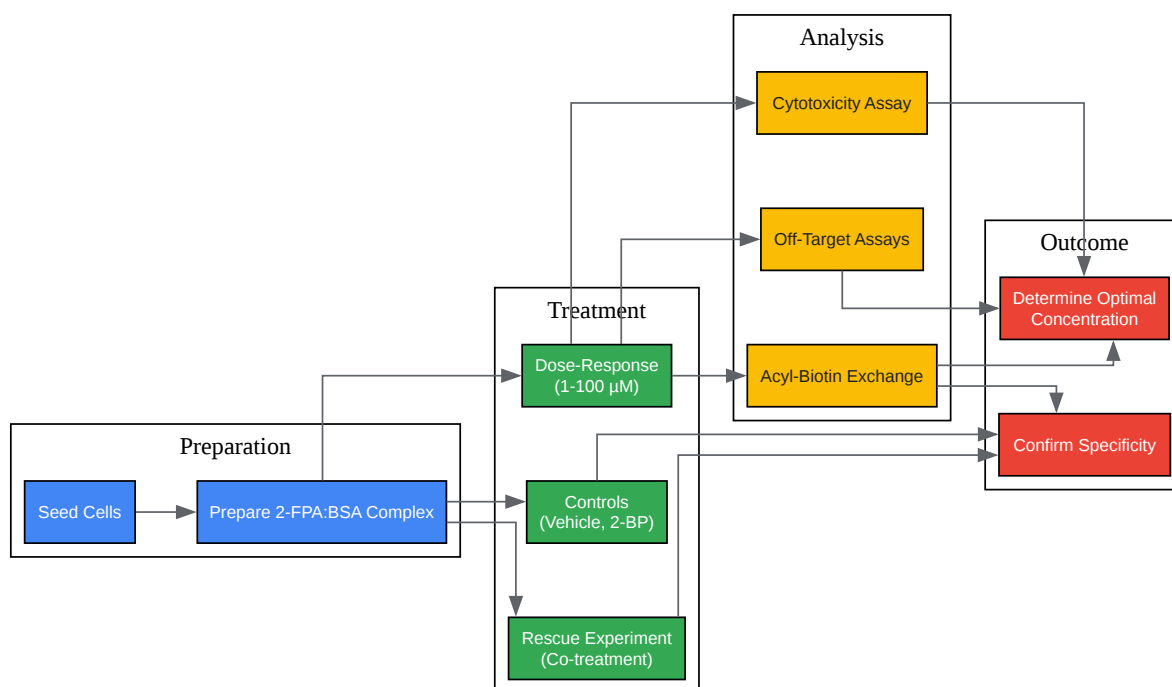 Preparation
Seed Cells
Prepare 2-FPA:BSA Complex
Treatment
Dose-Response
(1-100 µM)
Controls
(Vehicle, 2-BP)
Rescue Experiment
(Co-treatment)
Analysis
Cytotoxicity Assay
Off-Target Assays
Acyl-Biotin Exchange
Outcome
Determine Optimal
Concentration
Confirm Specificity